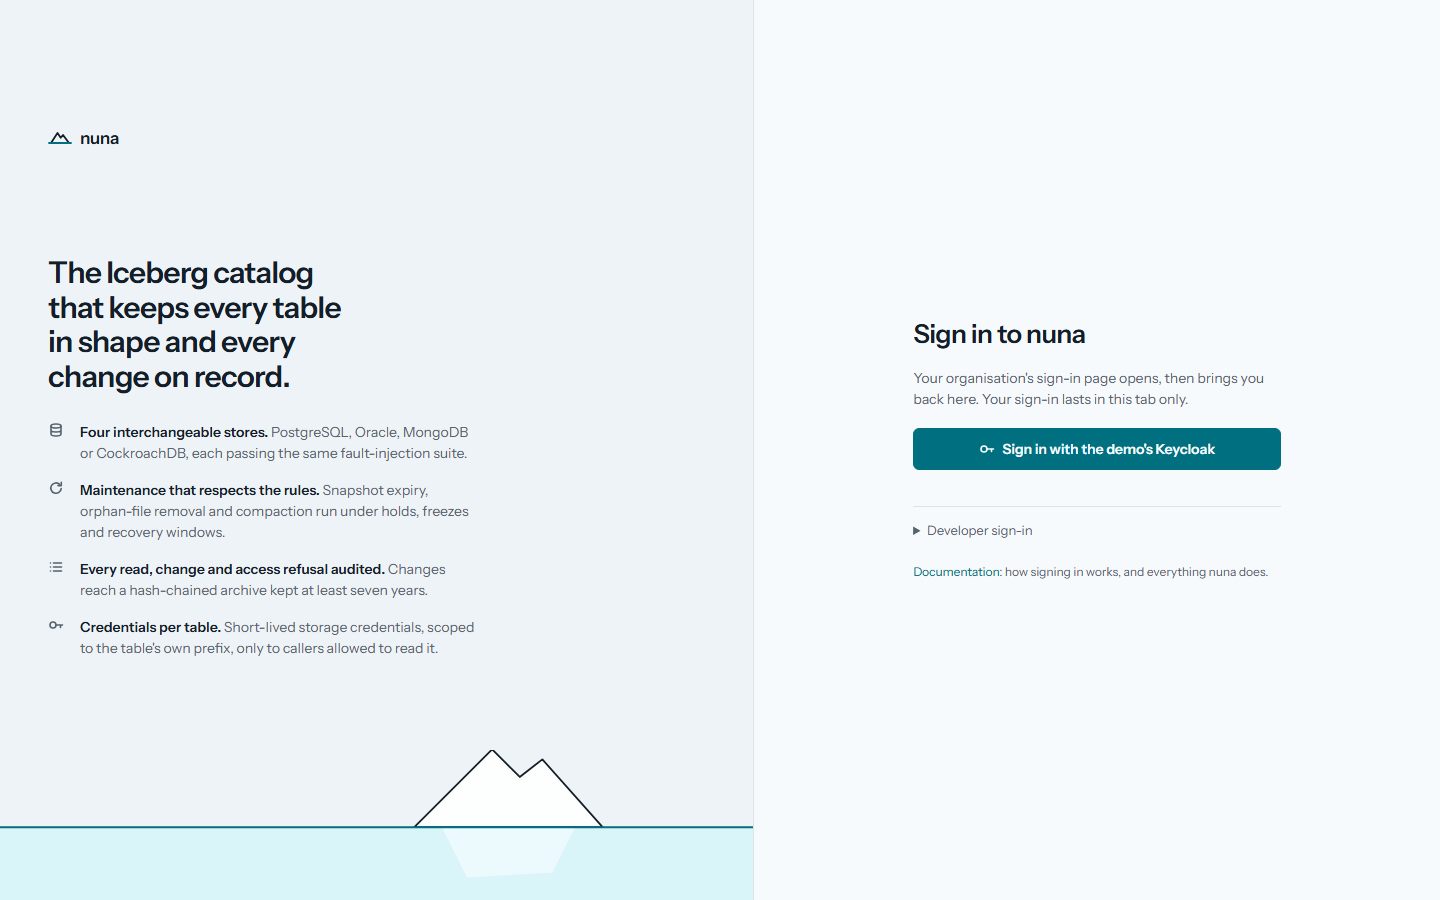 nuna
The Iceberg catalog
that keeps every table
in shape and every
change on record.
Four interchangeable stores. PostgreSQL, Oracle, MongoDB
or CockroachDB, each passing the same fault-injection suite.
Maintenance that respects the rules. Snapshot expiry,
orphan-file removal and compaction run under holds, freezes
and recovery windows.
Every read, change and access refusal audited. Changes
reach a hash-chained archive kept at least seven years.
Credentials per table. Short-lived storage credentials, scoped
to the table's own prefix, only to callers allowed to read it.
Sign in to nuna
Your organisation's sign-in page opens, then brings you
back here. Your sign-in lasts in this tab only.
Sign in with the demo's Keycloak
Developer sign-in
Documentation: how signing in works, and everything nuna does.